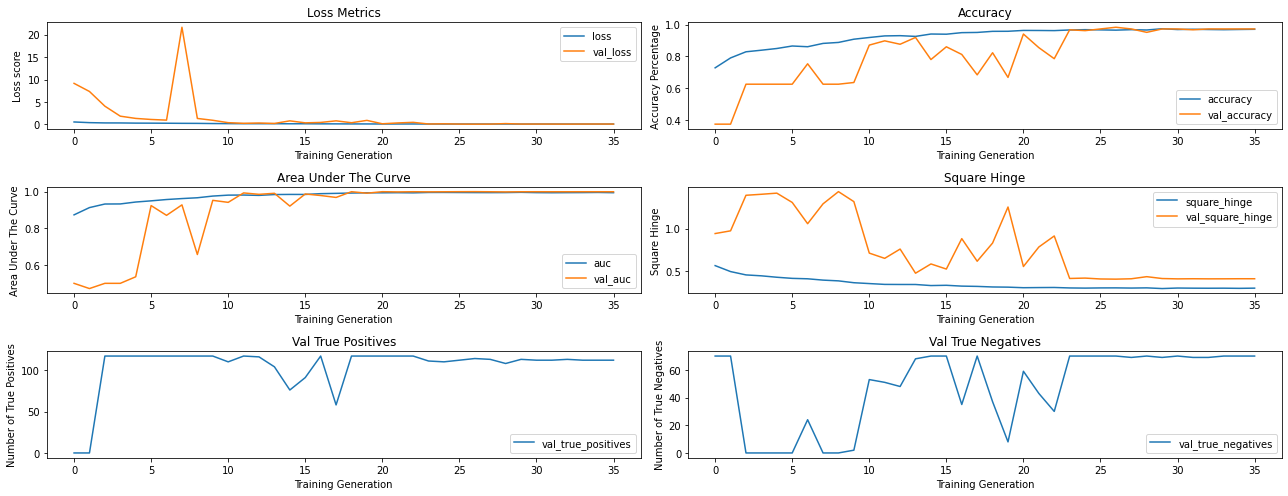 Loss Metrics
Loss score
20
15
10
5
0
loss
val_loss
0 5 10 15 20 25 30 35
Training Generation
Accuracy
Accuracy Percentage
1.0
0.8
0.6
0.4
accuracy
val_accuracy
0 5 10 15 20 25 30 35
Training Generation
Area Under The Curve
Area Under The Curve
1.0
0.8
0.6
auc
val_auc
0 5 10 15 20 25 30 35
Training Generation
Square Hinge
Square Hinge
1.0
0.5
square_hinge
val_square_hinge
0 5 10 15 20 25 30 35
Training Generation
Val True Positives
Number of True Positives
100
50
0
val_true_positives
0 5 10 15 20 25 30 35
Training Generation
Val True Negatives
Number of True Negatives
60
40
20
0
val_true_negatives
0 5 10 15 20 25 30 35
Training Generation